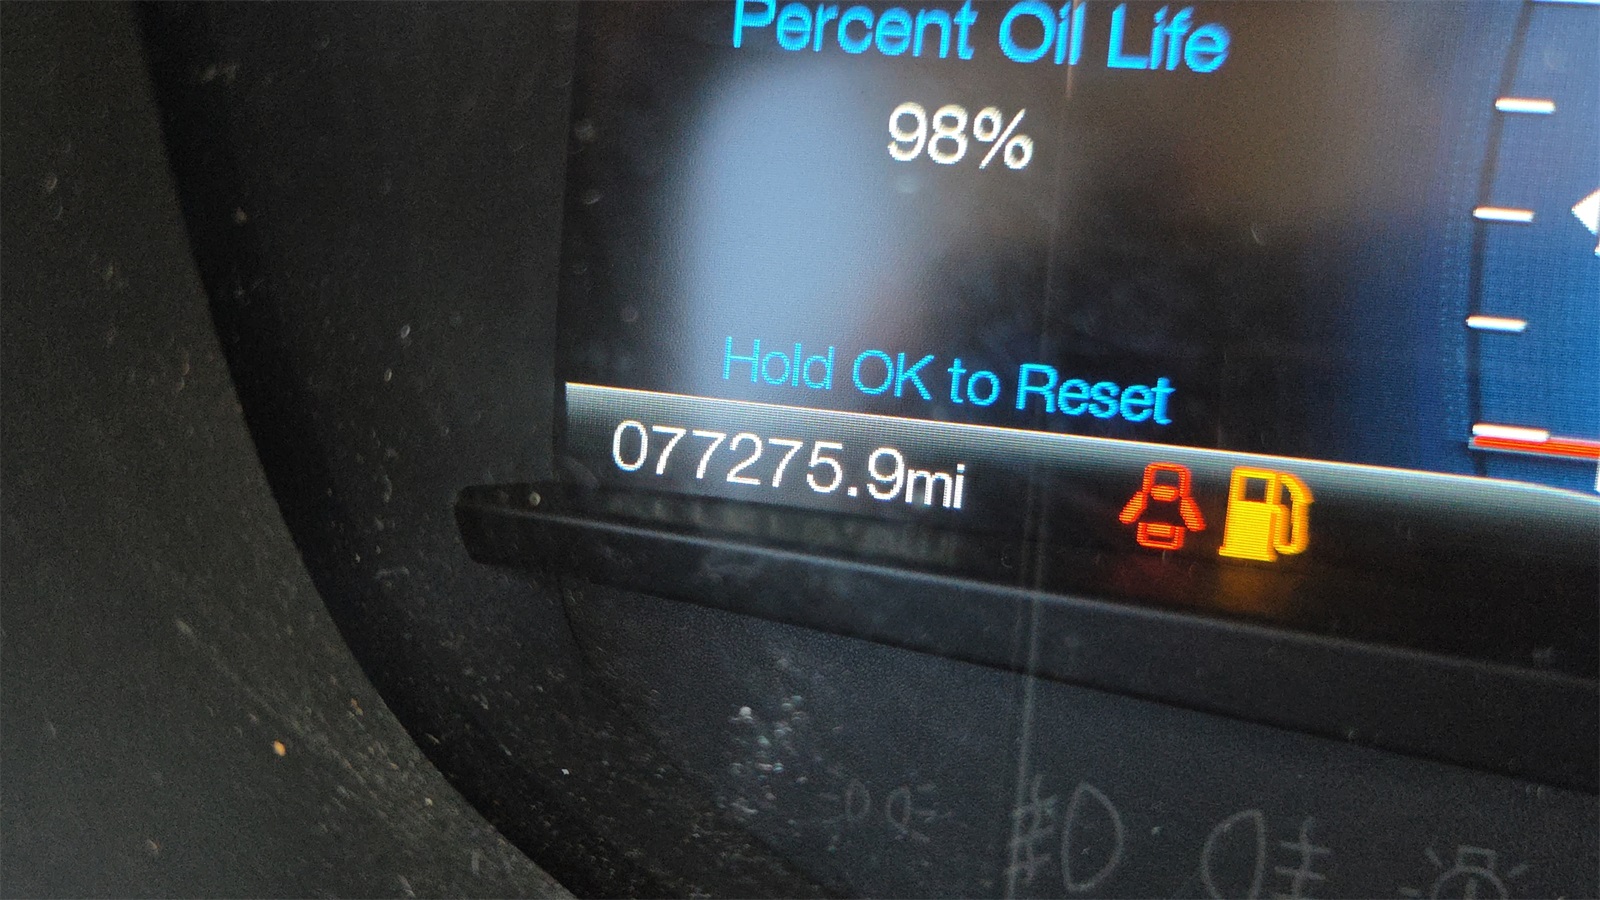 Percent Oil Life
98%
Hold OK to Reset
077275.9mi